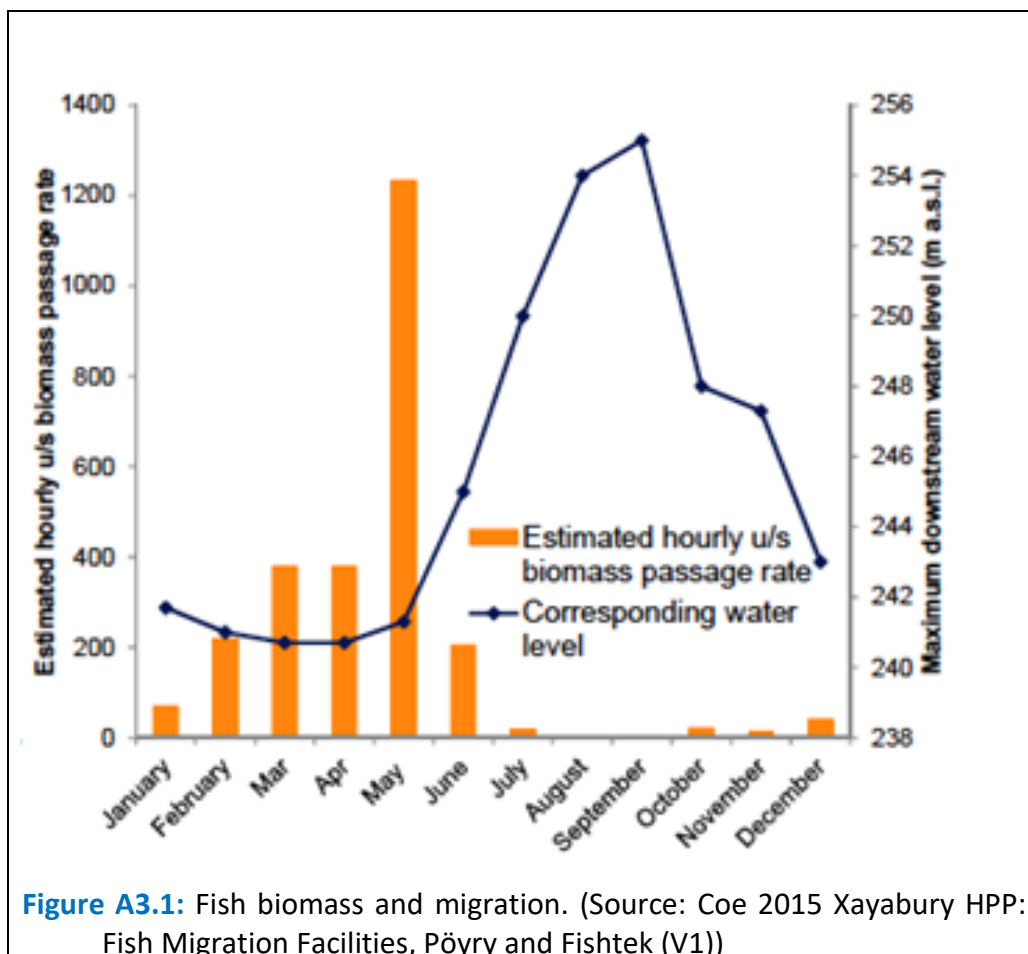 1400
1200
1000
800
600
400
200
0
Estimated hourly u/s biomass passage rate
256
254
252
250
248
246
244
242
240
238
Maximum downstream water level (m a.s.l.)
Estimated hourly u/s
biomass passage rate
Corresponding water
level
January
February
Mar
Apr
May
June
July
August
September
October
November
December
Figure A3.1: Fish biomass and migration. (Source: Coe 2015 Xayabury HPP:
Fish Migration Facilities, Pöyry and Fishtek (V1))